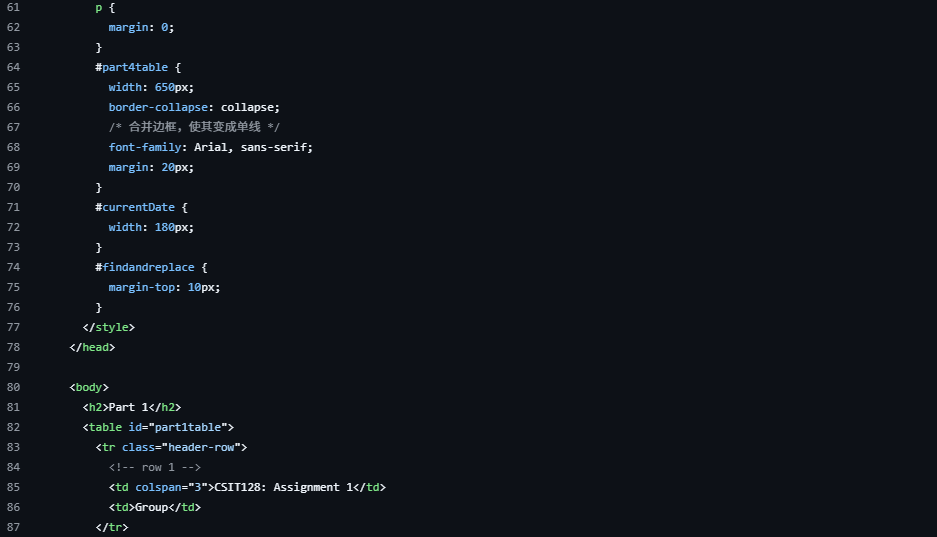 61 p {
62 margin: 0;
63 }
64 #part4table {
65 width: 650px;
66 border-collapse: collapse;
67 /* 合并边框，使其变成单线 */
68 font-family: Arial, sans-serif;
69 margin: 20px;
70 }
71 #currentDate {
72 width: 180px;
73 }
74 #findandreplace {
75 margin-top: 10px;
76 }
77 </style>
78 </head>
79
80 <body>
81 <h2>Part 1</h2>
82 <table id="part1table">
83 <tr class="header-row">
84 <!-- row 1 -->
85 <td colspan="3">CSIT128: Assignment 1</td>
86 <td>Group</td>
87 </tr>